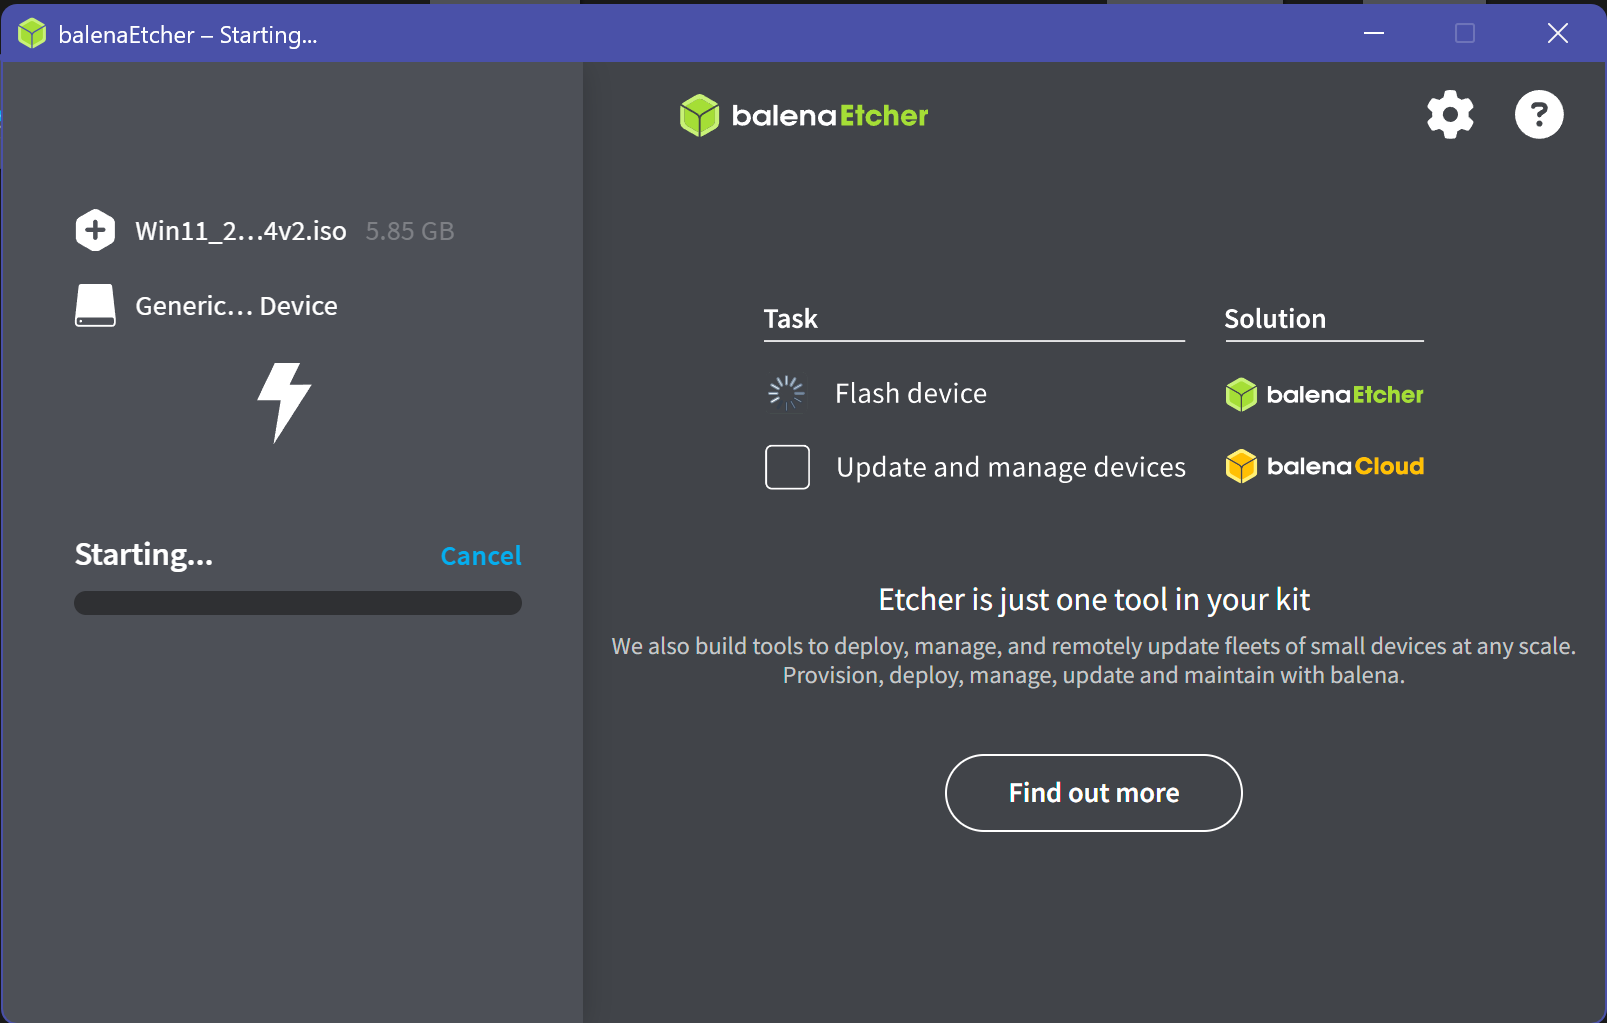 balenaEtcher – Starting...
balenaEtcher
Win11_2...4v2.iso 5.85 GB
Generic... Device
Starting...
Cancel
Task
Solution
Flash device
balenaEtcher
Update and manage devices
balenaCloud
Etcher is just one tool in your kit
We also build tools to deploy, manage, and remotely update fleets of small devices at any scale.
Provision, deploy, manage, update and maintain with balena.
Find out more